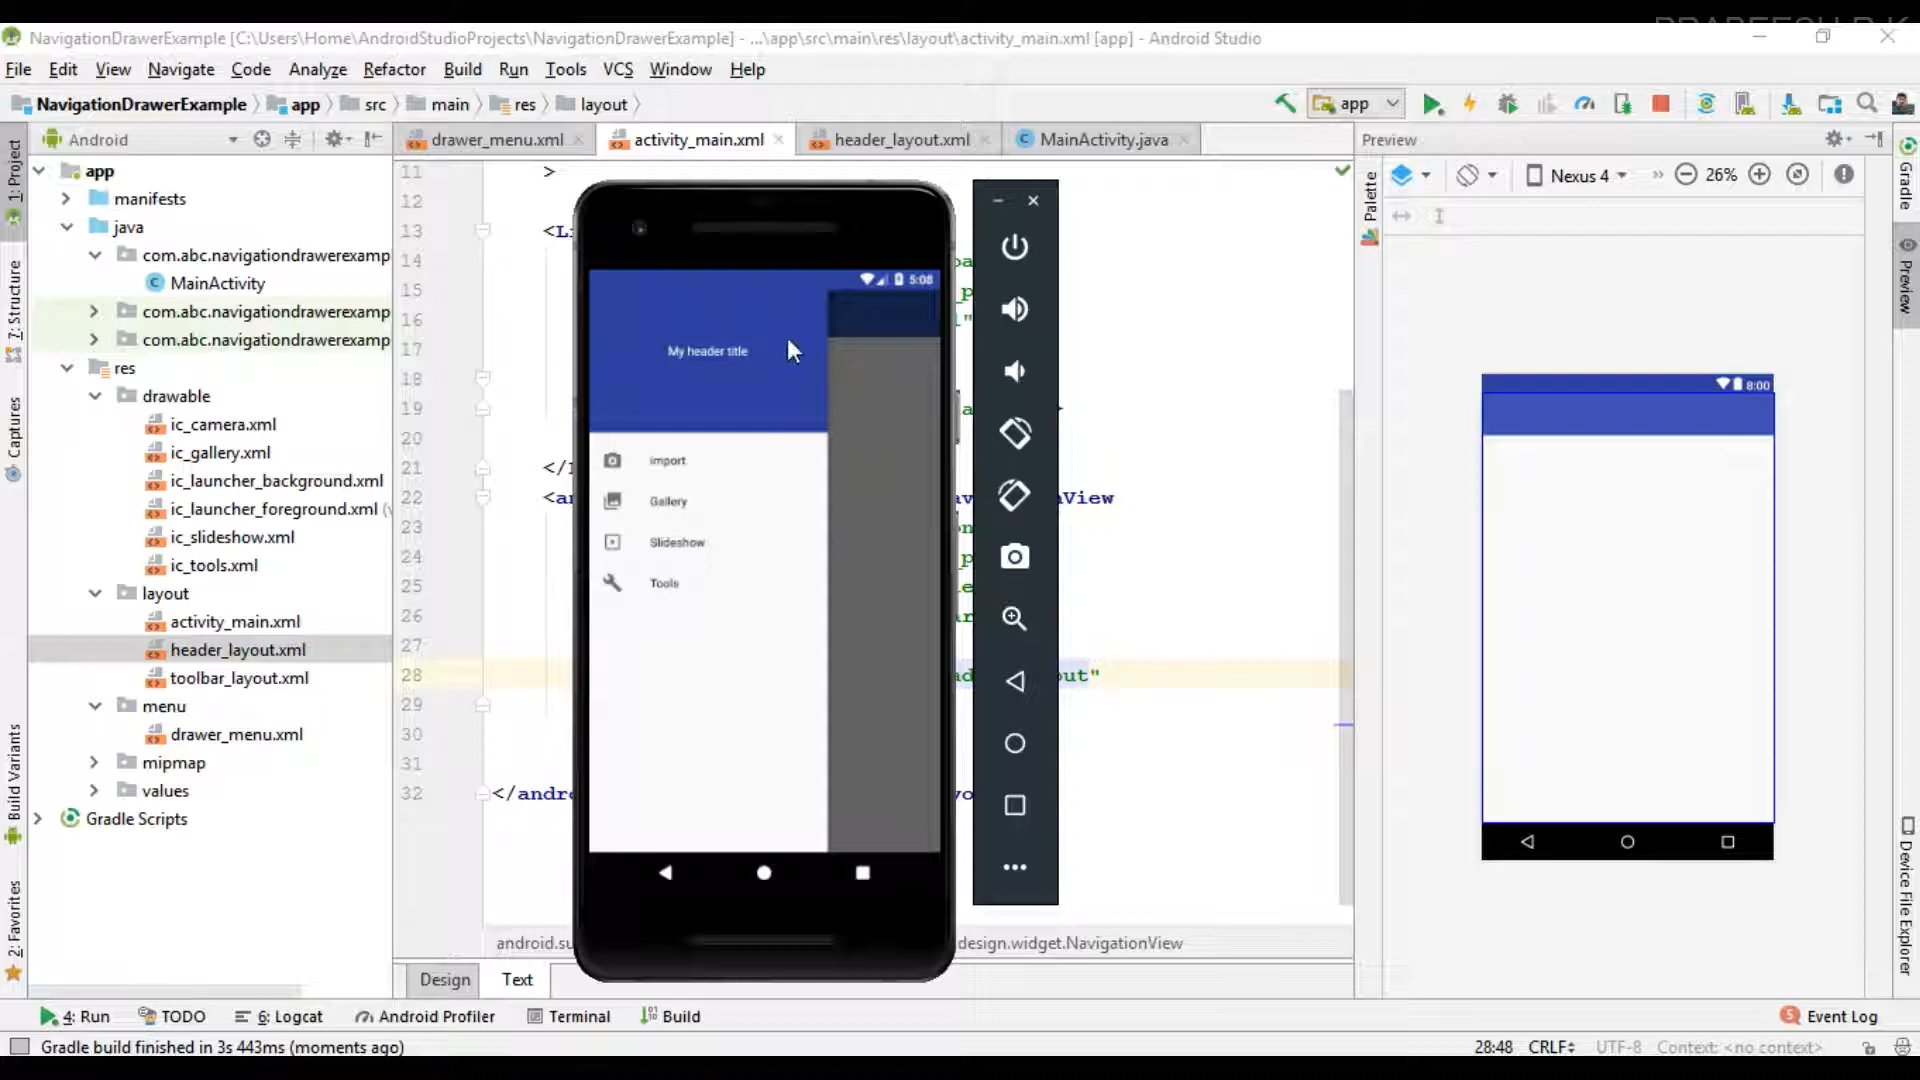 NavigationDrawerExample [C:\Users\Home\AndroidStudioProjects\NavigationDrawerExample] - ...\app\src\main\res\layout\activity_main.xml [app] - Android Studio
File Edit View Navigate Code Analyze Refactor Build Run Tools VCS Window Help
NavigationDrawerExample app src main res layout
app
Android
drawer_menu.xml
activity_main.xml
header_layout.xml
MainActivity.java
Preview
1: Project
7: Structure
Captures
Build Variants
2: Favorites
app
manifests
java
com.abc.navigationdrawerexamp
MainActivity
com.abc.navigationdrawerexamp
com.abc.navigationdrawerexamp
res
drawable
ic_camera.xml
ic_gallery.xml
ic_launcher_background.xml
ic_launcher_foreground.xml
ic_slideshow.xml
ic_tools.xml
layout
activity_main.xml
header_layout.xml
toolbar_layout.xml
menu
drawer_menu.xml
mipmap
values
Gradle Scripts
11 >
12
13 <Li
14
15
16
17
18
19
20
21 </
22 <an View
23
24
25
26
27
28 out"
29
30
31
32 </andro
5:08
My header title
Import
Gallery
Slideshow
Tools
android.su
design.widget.NavigationView
Design Text
Palette
Nexus 4
26%
8:00
Gradle
Preview
Device File Explorer
4: Run TODO 6: Logcat Android Profiler Terminal Build
5 Event Log
Gradle build finished in 3s 443ms (moments ago)
28:48 CRLF UTF-8 Context: <no context>